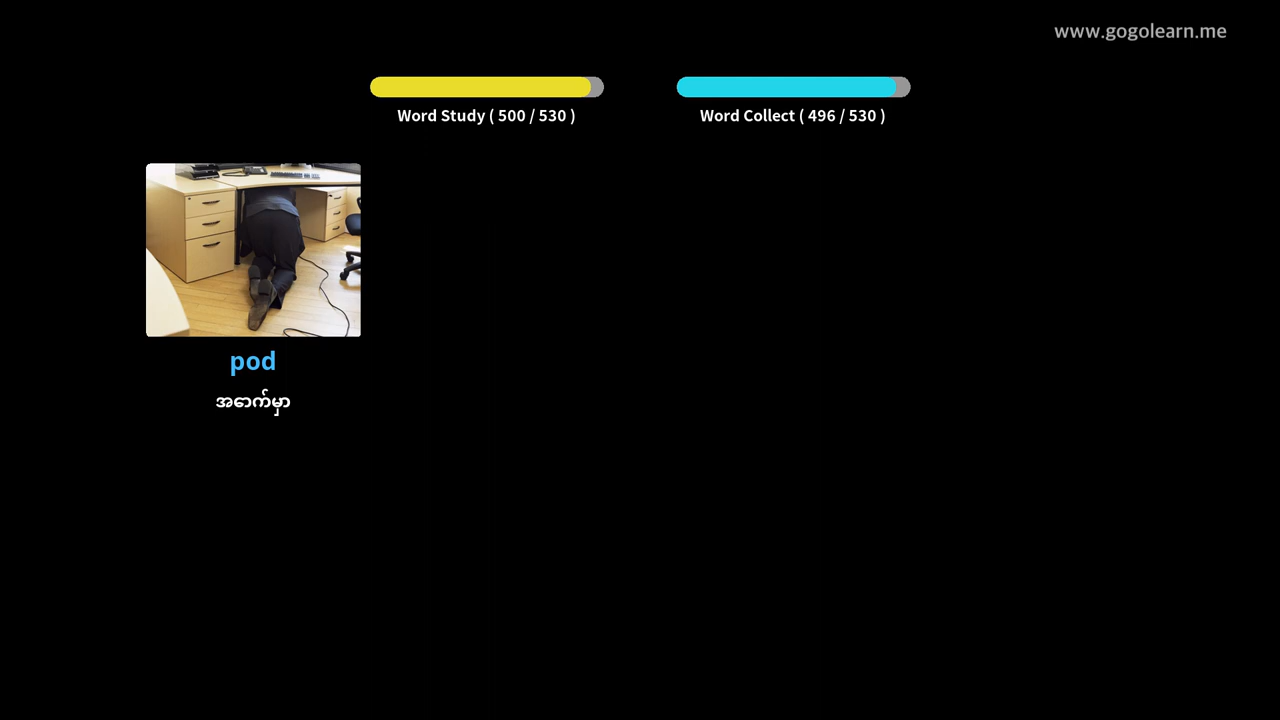 www.gogolearn.me
Word Study ( 500 / 530 )
Word Collect ( 496 / 530 )
pod
အောက်မှာ